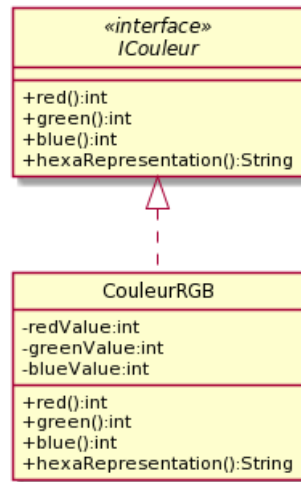 «interface»
ICouleur
+red():int
+green():int
+blue():int
+hexaRepresentation():String
CouleurRGB
-redValue:int
-greenValue:int
-blueValue:int
+red():int
+green():int
+blue():int
+hexaRepresentation():String